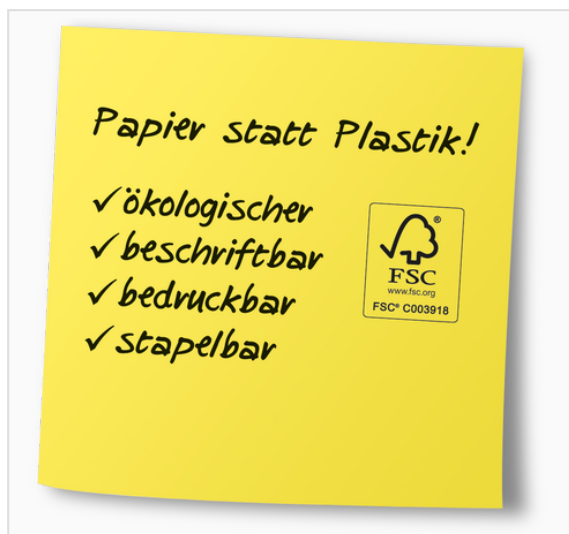 Papier statt Plastik!
✓ ökologischer
✓ beschriftbar
✓ bedruckbar
✓ stapelbar
®
FSC
www.fsc.org
FSC® C003918